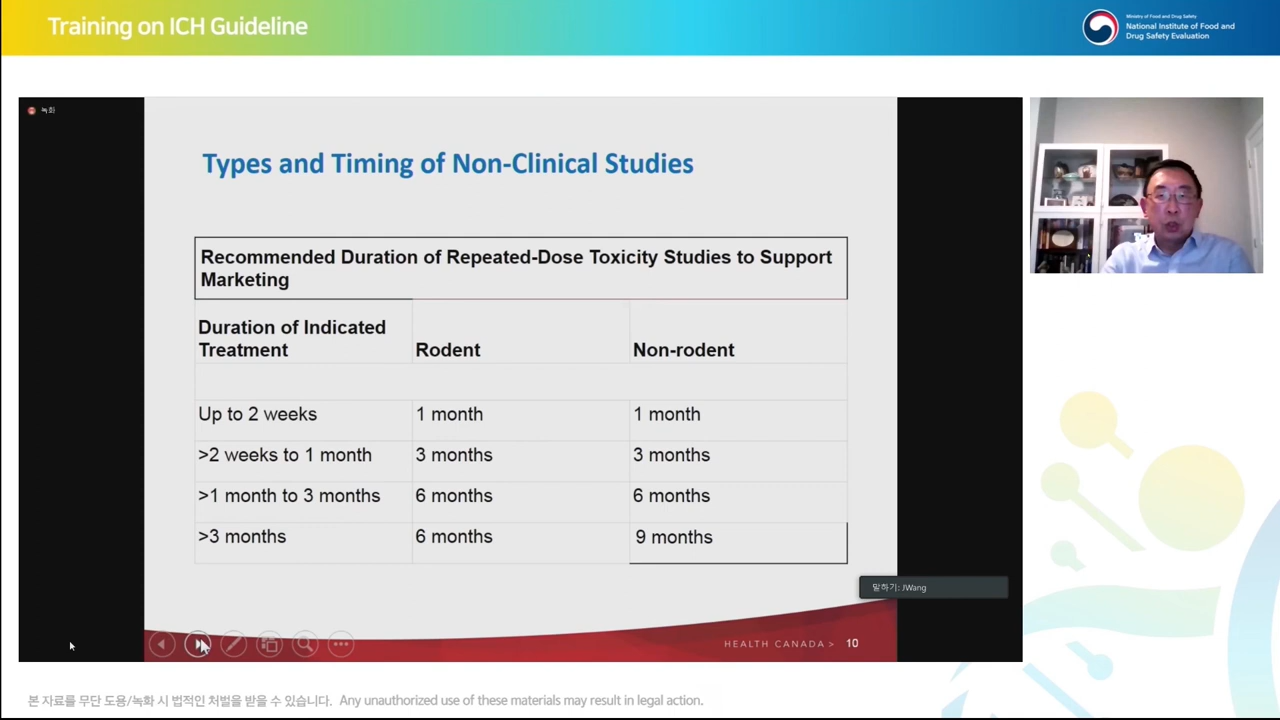 Training on ICH Guideline
Ministry of Food and Drug Safety
National Institute of Food and
Drug Safety Evaluation
녹화
Types and Timing of Non-Clinical Studies
Recommended Duration of Repeated-Dose Toxicity Studies to Support
Marketing
Duration of Indicated
Treatment
Rodent
Non-rodent
Up to 2 weeks
1 month
1 month
>2 weeks to 1 month
3 months
3 months
>1 month to 3 months
6 months
6 months
>3 months
6 months
9 months
말하기: JWang
HEALTH CANADA >
10
본 자료를 무단 도용/녹화 시 법적인 처벌을 받을 수 있습니다. Any unauthorized use of these materials may result in legal action.